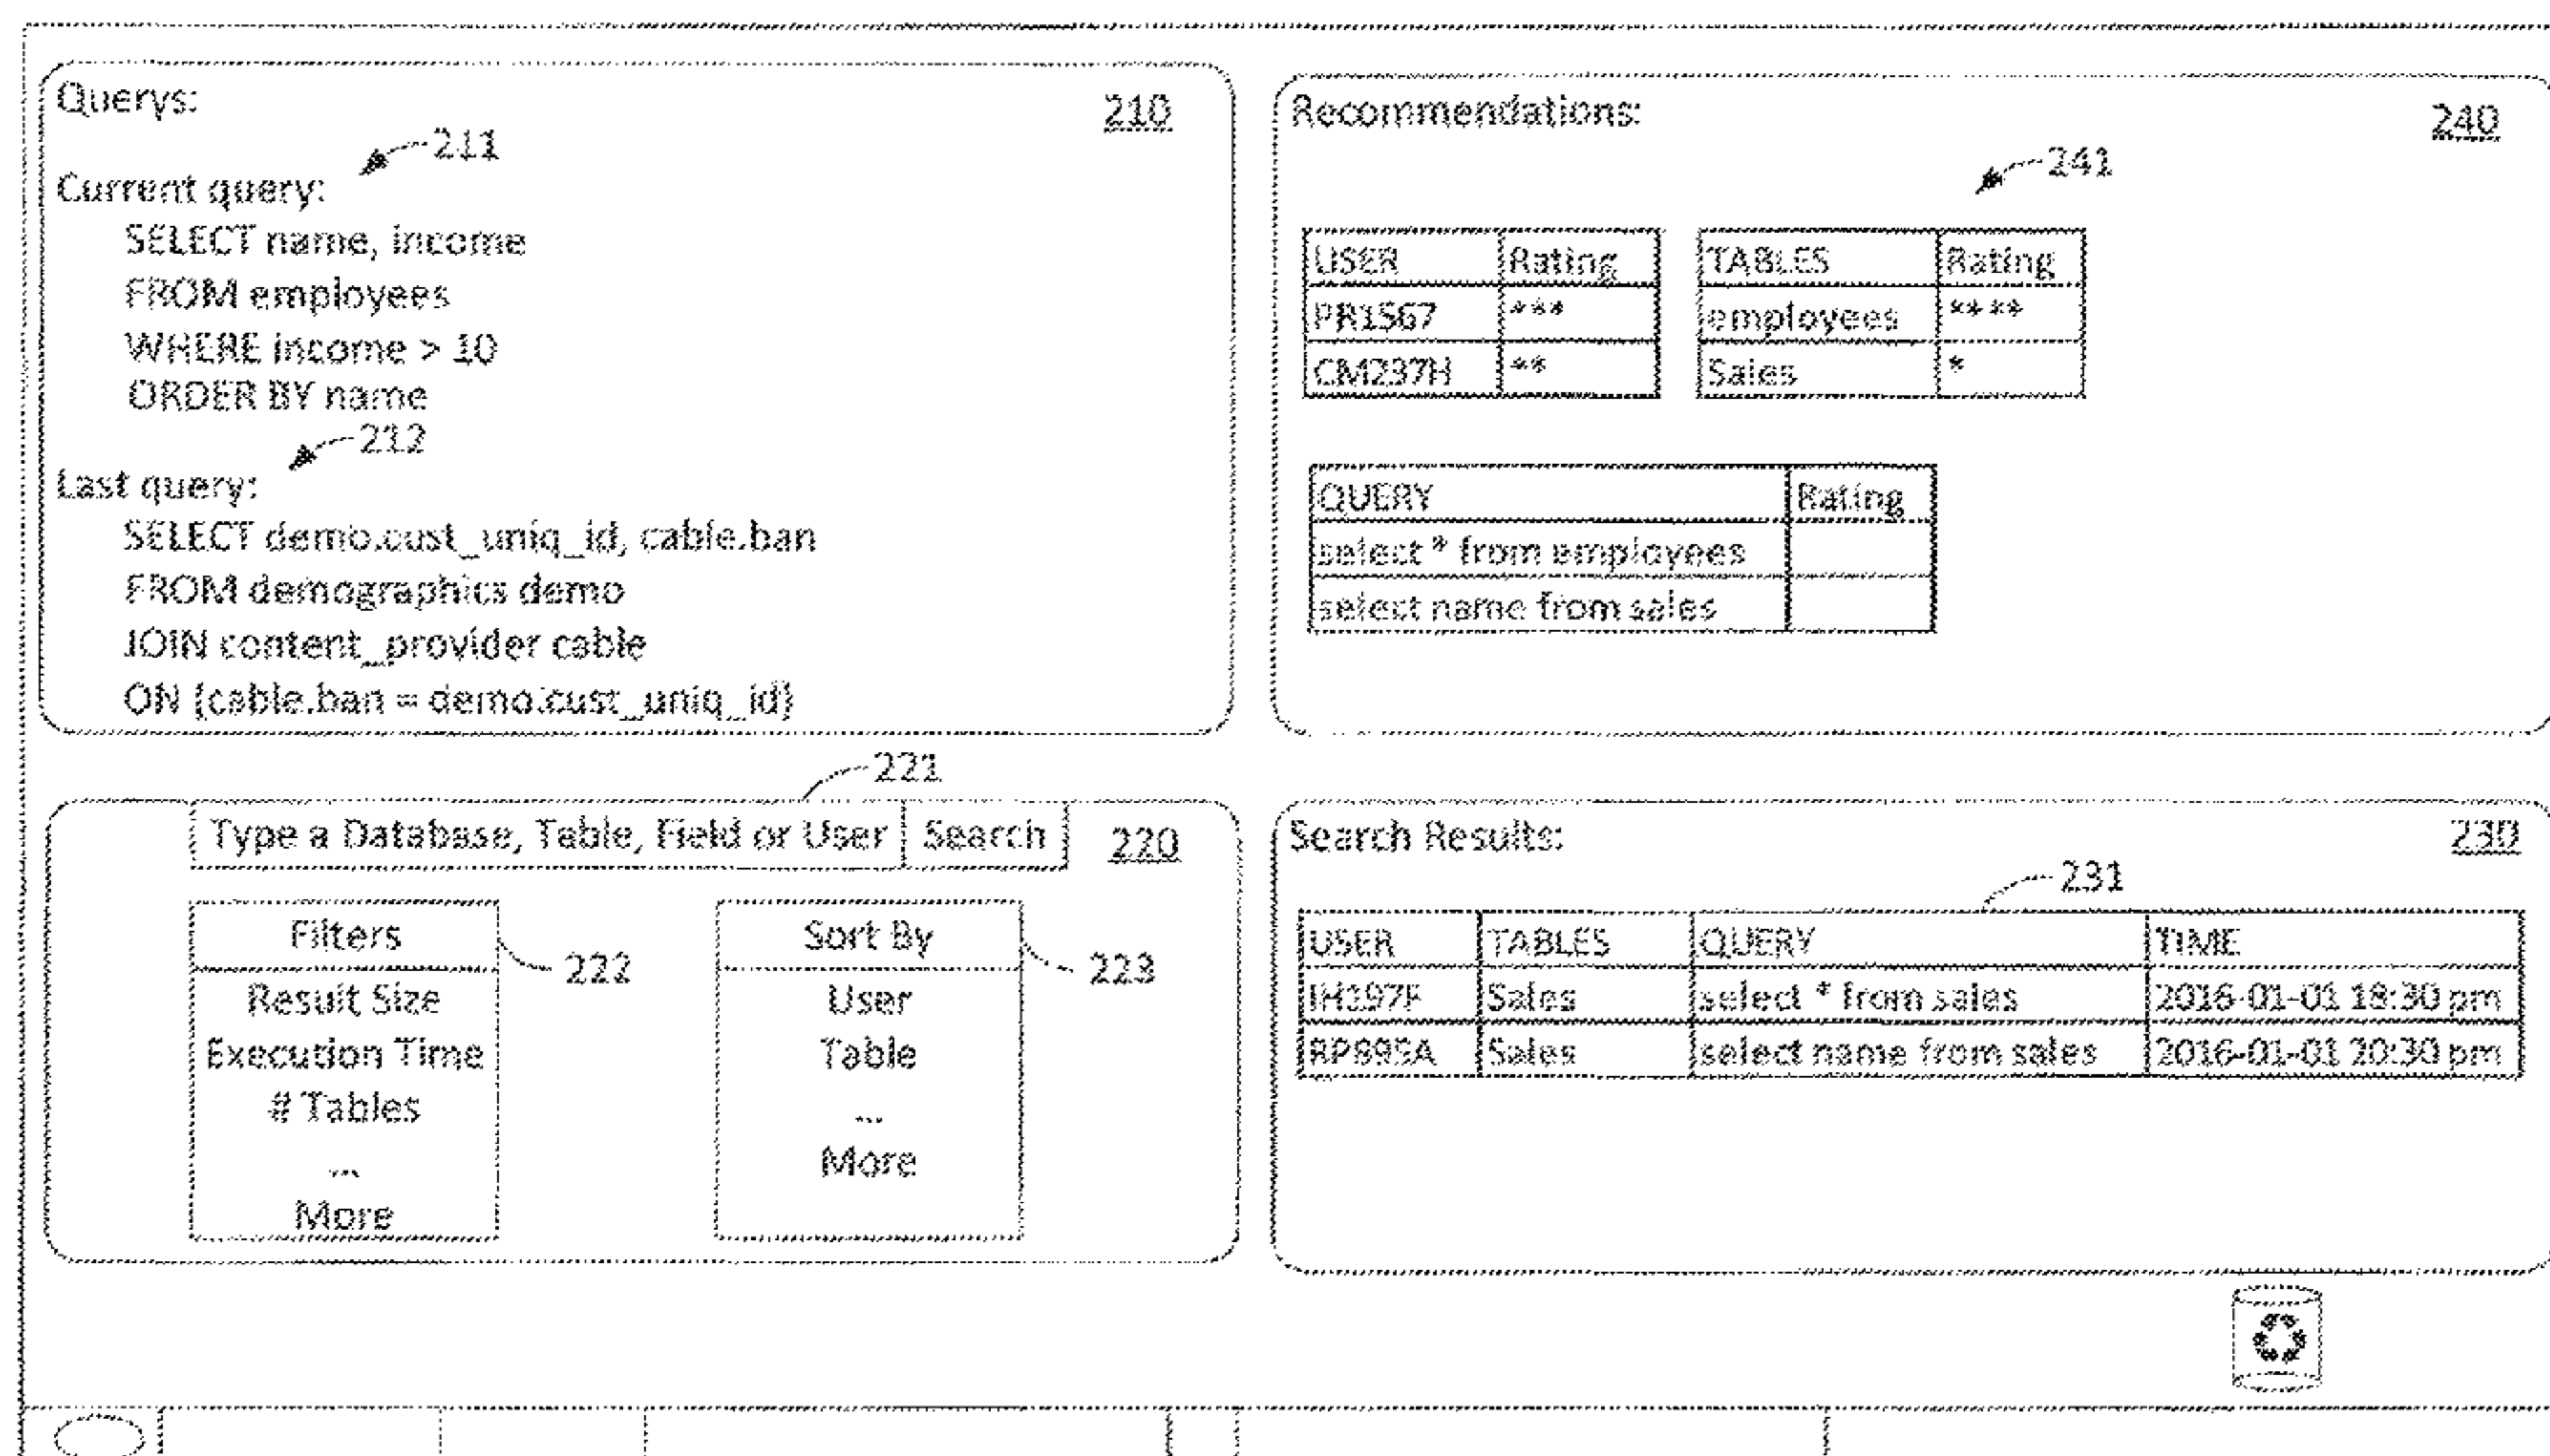 Querys:
210
211
Current query:
SELECT name, income
FROM employees
WHERE income > 10
ORDER BY name
212
Last query:
SELECT demo.cust_uniq_id, cable.ban
FROM demographics demo
JOIN content_provider cable
ON (cable.ban = demo.cust_uniq_id)
Recommendations:
240
241
USER Rating
PR1567 ***
CM237H **
TABLES Rating
employees ****
Sales *
QUERY Rating
select * from employees
select name from sales
221
Type a Database, Table, Field or User Search
220
Filters
222
Result Size
Execution Time
# Tables
...
More
Sort By
223
User
Table
...
More
Search Results:
230
231
USER TABLES QUERY TIME
IH197F Sales select * from sales 2016-01-01 18:30 pm
RP895A Sales select name from sales 2016-01-01 20:30 pm